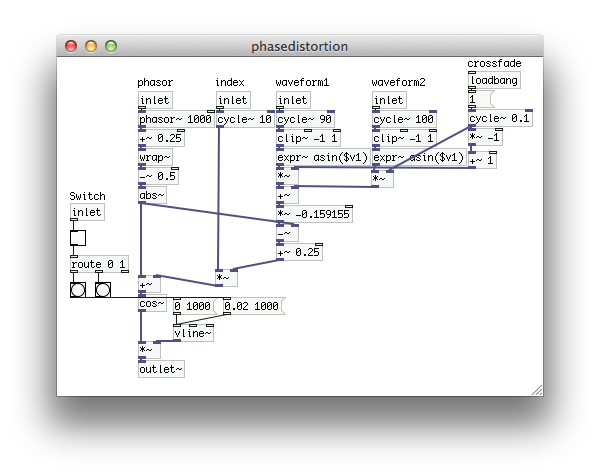 phasedistortion
crossfade
phasor index waveform1 waveform2 loadbang
inlet inlet inlet inlet 1
phasor~ 1000 cycle~ 10 cycle~ 90 cycle~ 100 cycle~ 0.1
+~ 0.25 clip~ -1 1 clip~ -1 1 *~ -1
wrap~ expr~ asin($v1) expr~ asin($v1) +~ 1
-~ 0.5 *~ *~
abs~ +~
Switch
inlet *~ -0.159155
-~
+~ 0.25
route 0 1
+~ *~
cos~ 0 1000 0.02 1000
vline~
*~
outlet~